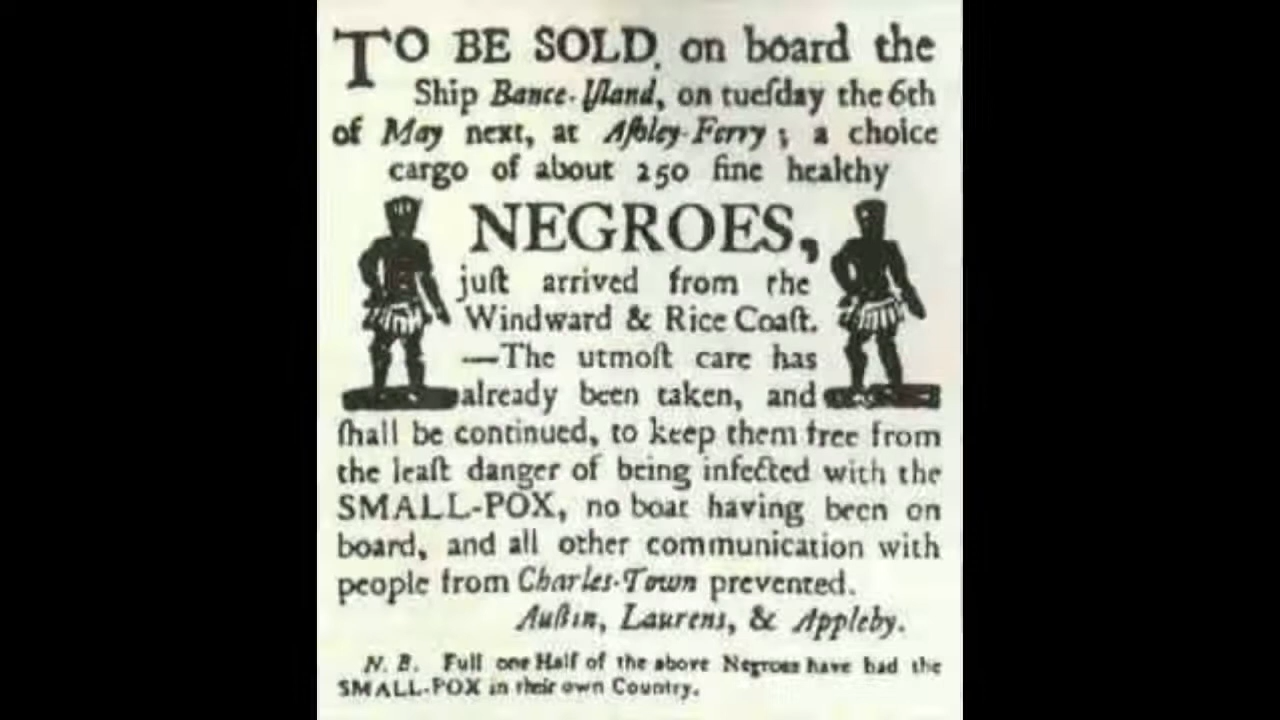 TO BE SOLD, on board the
Ship Bance-Iſland, on tueſday the 6th
of May next, at Aſhley-Ferry; a choice
cargo of about 250 fine healthy
NEGROES,
juſt arrived from the
Windward & Rice Coaſt.
—The utmoſt care has
already been taken, and
ſhall be continued, to keep them free from
the leaſt danger of being infected with the
SMALL-POX, no boat having been on
board, and all other communication with
people from Charles-Town prevented.
Auſtin, Laurens, & Appleby.
N. B. Full one Half of the above Negroes have had the
SMALL-POX in their own Country.